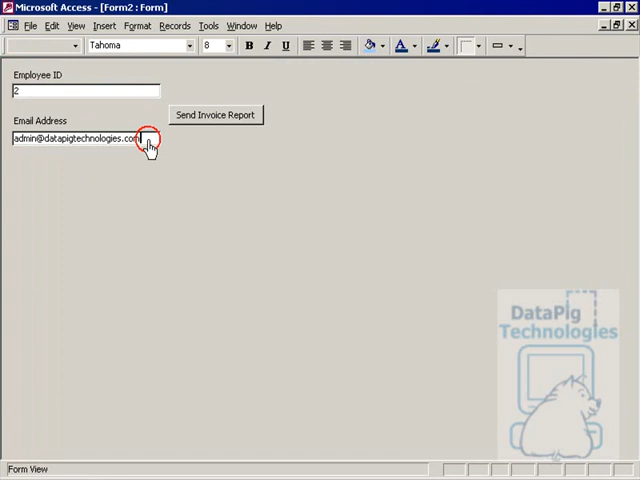 Microsoft Access - [Form2 : Form]
File Edit View Insert Format Records Tools Window Help
Tahoma 8 B I U A
Employee ID
2
Send Invoice Report
Email Address
admin@datapigtechnologies.com
DataPig
Technologies
Form View